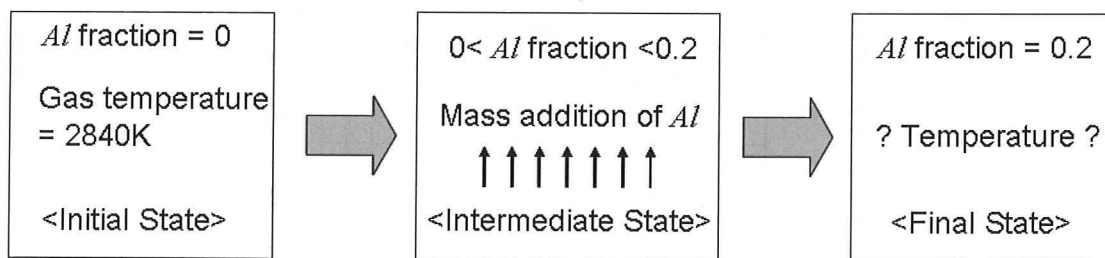 Al fraction = 0
Gas temperature
= 2840K
<Initial State>
0< Al fraction <0.2
Mass addition of Al
<Intermediate State>
Al fraction = 0.2
? Temperature ?
<Final State>